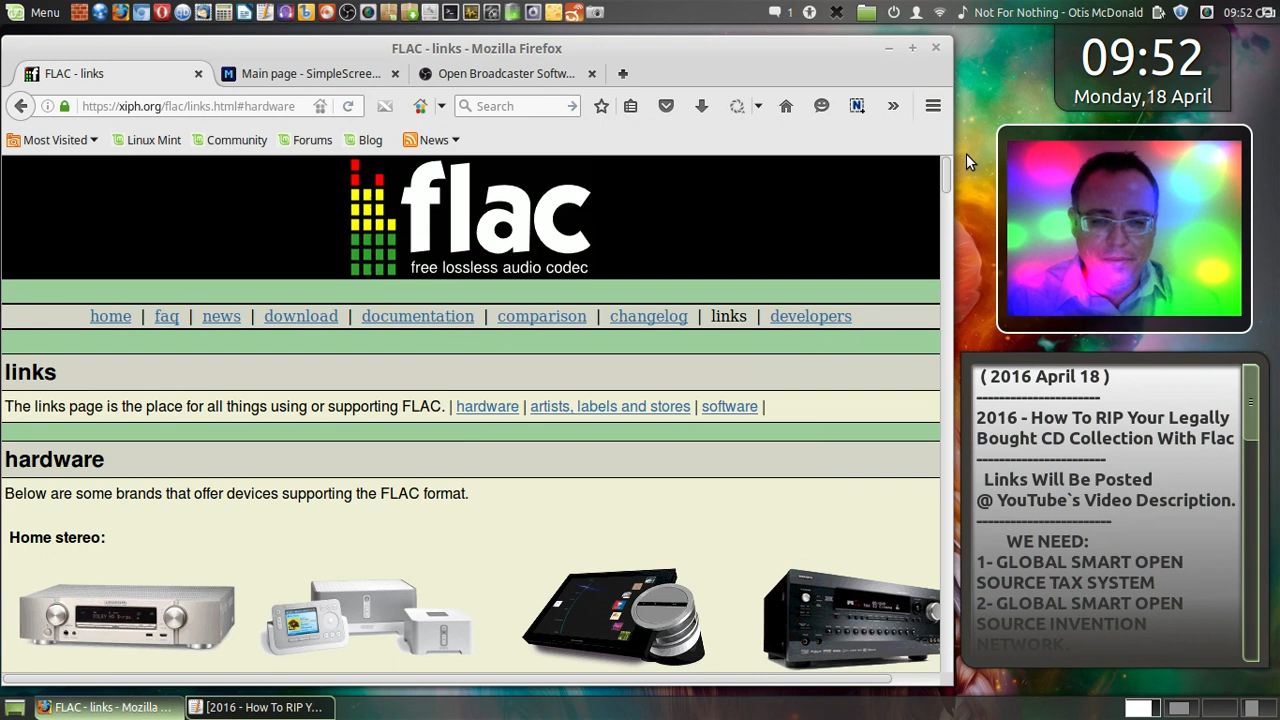 Menu
1
Not For Nothing - Otis McDonald
09:52
FLAC - links - Mozilla Firefox
FLAC - links
Main page - SimpleScree...
Open Broadcaster Softw...
https://xiph.org/flac/links.html#hardware
Search
Most Visited
Linux Mint
Community
Forums
Blog
News
flac
free lossless audio codec
home | faq | news | download | documentation | comparison | changelog | links | developers
links
The links page is the place for all things using or supporting FLAC. | hardware | artists, labels and stores | software |
hardware
Below are some brands that offer devices supporting the FLAC format.
Home stereo:
09:52
Monday,18 April
( 2016 April 18 )
----------------------
2016 - How To RIP Your Legally
Bought CD Collection With Flac
-----------------------
Links Will Be Posted
@ YouTube`s Video Description.
------------------------
WE NEED:
1- GLOBAL SMART OPEN
SOURCE TAX SYSTEM
2- GLOBAL SMART OPEN
SOURCE INVENTION
NETWORK.
FLAC - links - Mozilla ...
[2016 - How To RIP Y...